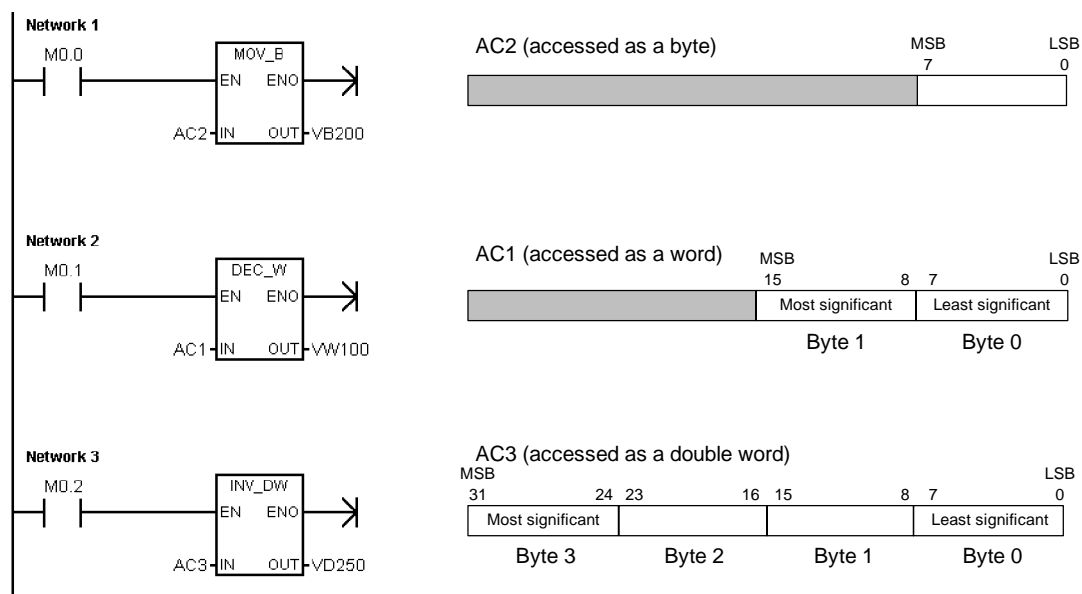 Network 1
M0.0
MOV_B
EN ENO
AC2 IN OUT VB200
AC2 (accessed as a byte)
MSB LSB
7 0
Network 2
M0.1
DEC_W
EN ENO
AC1 IN OUT VW100
AC1 (accessed as a word)
MSB LSB
15 8 7 0
Most significant Least significant
Byte 1 Byte 0
Network 3
M0.2
INV_DW
EN ENO
AC3 IN OUT VD250
AC3 (accessed as a double word)
MSB LSB
31 24 23 16 15 8 7 0
Most significant Least significant
Byte 3 Byte 2 Byte 1 Byte 0